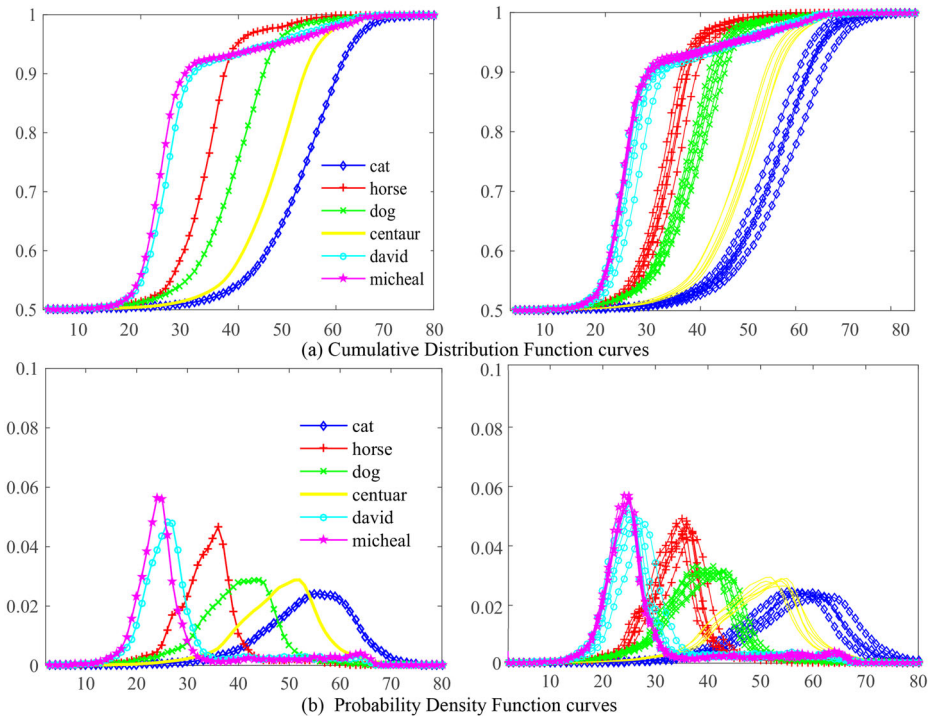 1
1
0.9
0.9
0.8
0.8
cat
horse
0.7
0.7
dog
centaur
0.6
david
0.6
micheal
0.5
0.5
10 20 30 40 50 60 70 80
10 20 30 40 50 60 70 80
(a) Cumulative Distribution Function curves
0.1
0.1
0.08
0.08
cat
horse
0.06
dog
0.06
centuar
0.04
david
0.04
micheal
0.02
0.02
0
0
10 20 30 40 50 60 70 80
10 20 30 40 50 60 70 80
(b) Probability Density Function curves